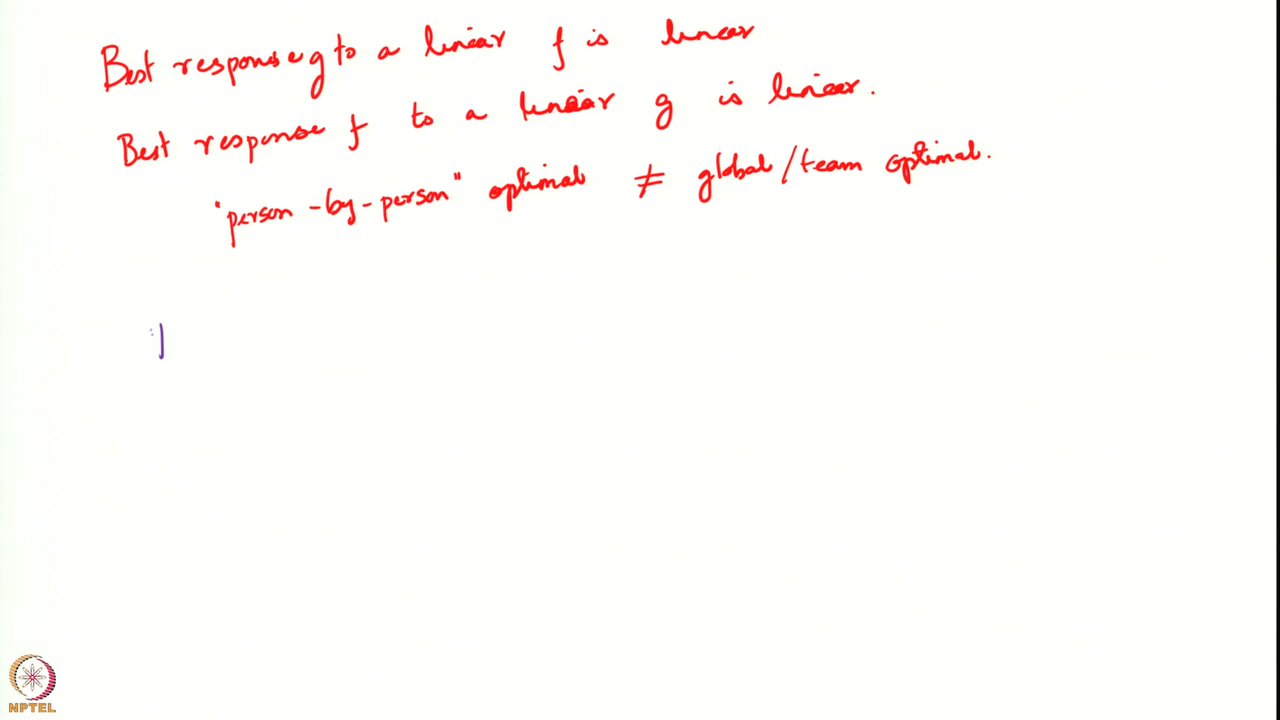 Best response g to a linear f is linear
Best response f to a linear g is linear.
"person-by-person" optimal ≠ global/team optimal.
NPTEL